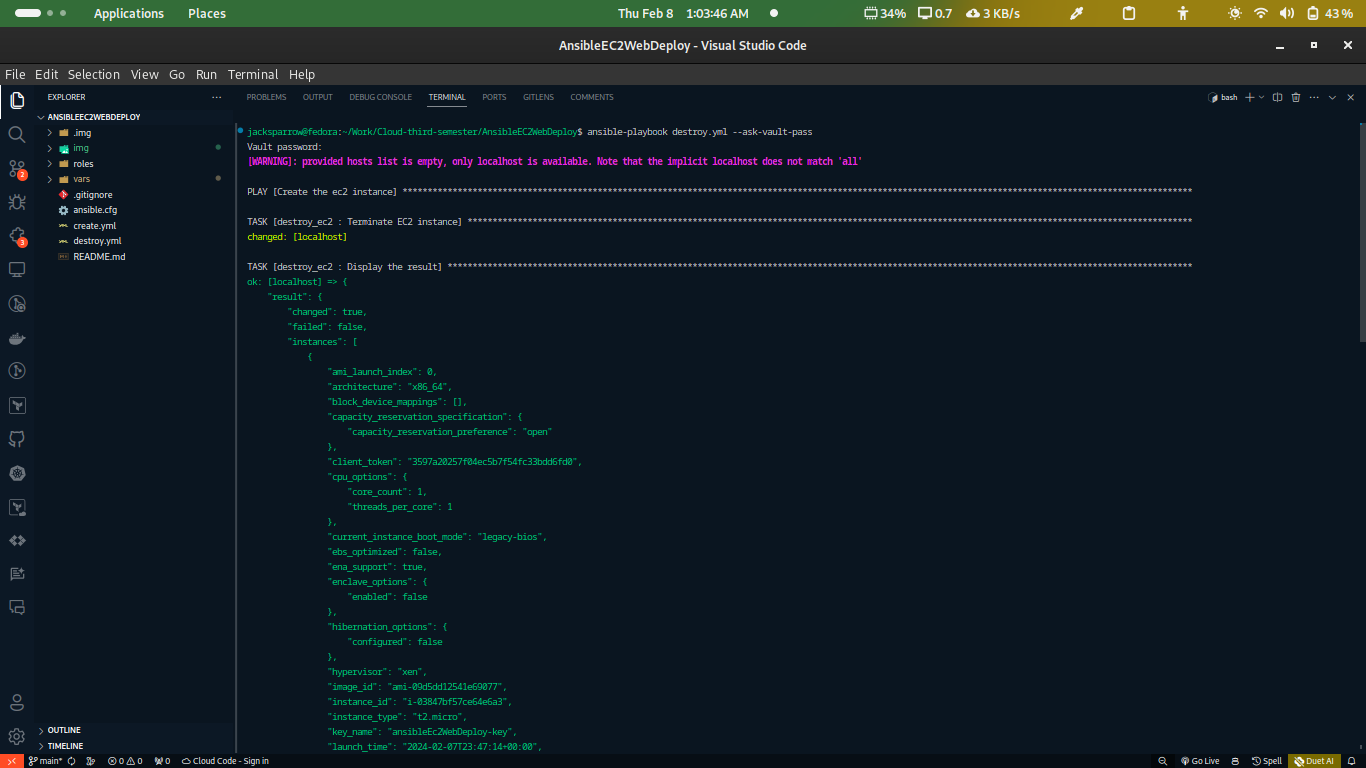 Applications Places Thu Feb 8 1:03:46 AM 34% 0.7 3 KB/s 43 %
AnsibleEC2WebDeploy - Visual Studio Code
File Edit Selection View Go Run Terminal Help
EXPLORER
PROBLEMS OUTPUT DEBUG CONSOLE TERMINAL PORTS GITLENS COMMENTS
bash
ANSIBLEEC2WEBDEPLOY
.img
img
roles
vars
.gitignore
ansible.cfg
create.yml
destroy.yml
README.md
2
3
OUTLINE
TIMELINE
jacksparrow@fedora:~/Work/Cloud-third-semester/AnsibleEC2WebDeploy$ ansible-playbook destroy.yml --ask-vault-pass
Vault password:
[WARNING]: provided hosts list is empty, only localhost is available. Note that the implicit localhost does not match 'all'
PLAY [Create the ec2 instance] **************************************************************************************************************************************************************
TASK [destroy_ec2 : Terminate EC2 instance] *************************************************************************************************************************************************
changed: [localhost]
TASK [destroy_ec2 : Display the result] *****************************************************************************************************************************************************
ok: [localhost] => {
"result": {
"changed": true,
"failed": false,
"instances": [
{
"ami_launch_index": 0,
"architecture": "x86_64",
"block_device_mappings": [],
"capacity_reservation_specification": {
"capacity_reservation_preference": "open"
},
"client_token": "3597a20257f04ec5b7f54fc33bdd6fd0",
"cpu_options": {
"core_count": 1,
"threads_per_core": 1
},
"current_instance_boot_mode": "legacy-bios",
"ebs_optimized": false,
"ena_support": true,
"enclave_options": {
"enabled": false
},
"hibernation_options": {
"configured": false
},
"hypervisor": "xen",
"image_id": "ami-09d5dd12541e69077",
"instance_id": "i-03847bf57ce64e6a3",
"instance_type": "t2.micro",
"key_name": "ansibleEc2WebDeploy-key",
"launch_time": "2024-02-07T23:47:14+00:00",
main* 0 0 0 Cloud Code - Sign in Go Live Spell Duet AI